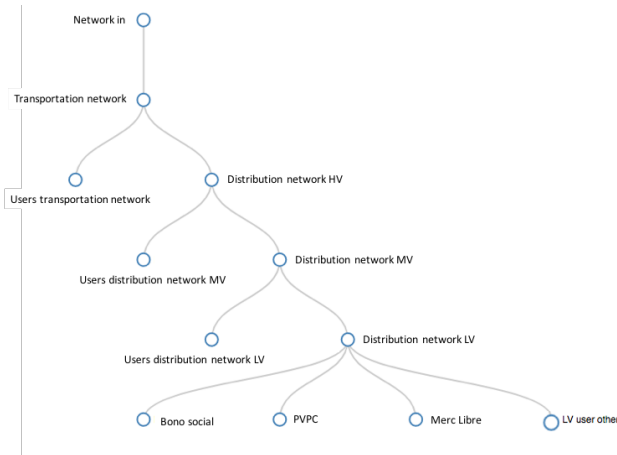 Network in
Transportation network
Users transportation network
Distribution network HV
Users distribution network MV
Distribution network MV
Users distribution network LV
Distribution network LV
Bono social
PVPC
Merc Libre
LV user other